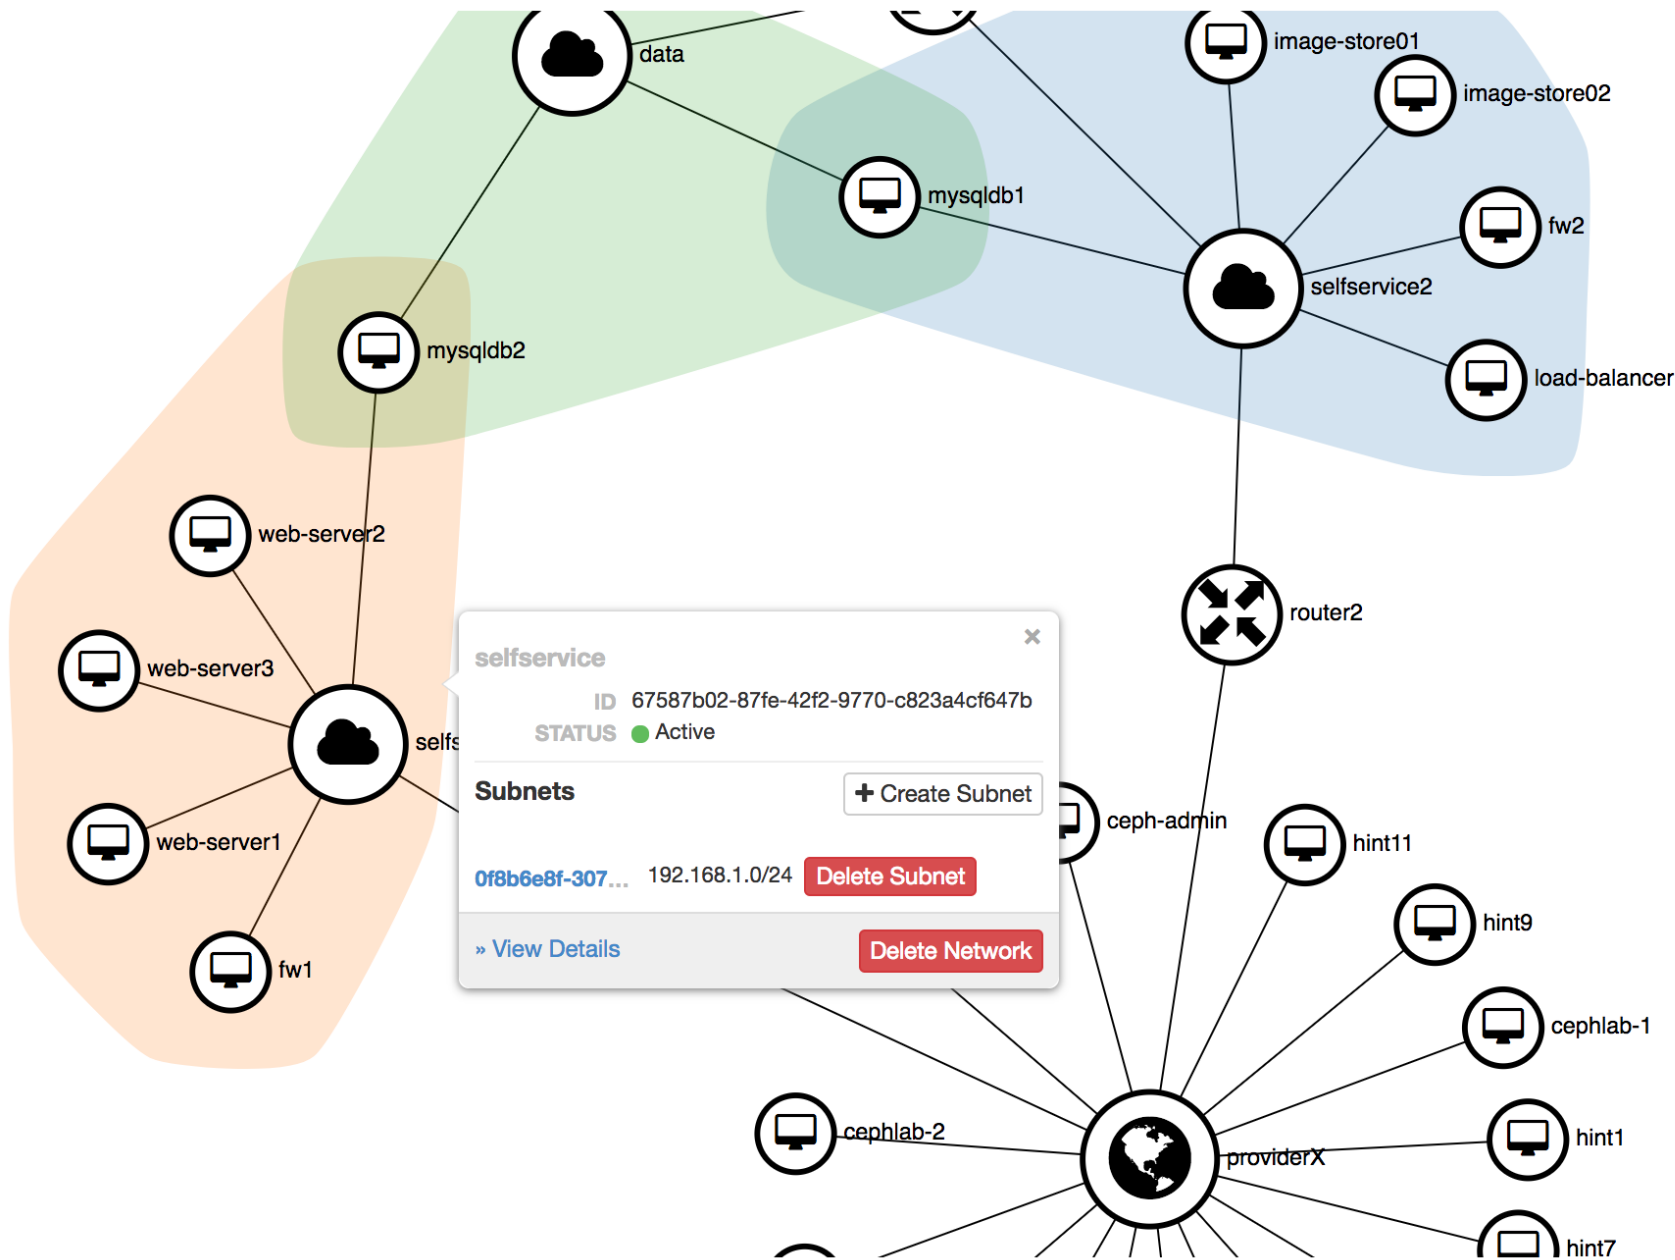 data
image-store01
image-store02
mysqldb1
fw2
selfservice2
mysqldb2
load-balancer
web-server2
router2
web-server3
selfs
web-server1
fw1
×
selfservice
ID 67587b02-87fe-42f2-9770-c823a4cf647b
STATUS Active
Subnets
+ Create Subnet
0f8b6e8f-307... 192.168.1.0/24 Delete Subnet
» View Details Delete Network
ceph-admin
hint11
hint9
cephlab-1
cephlab-2
hint1
providerX
hint7